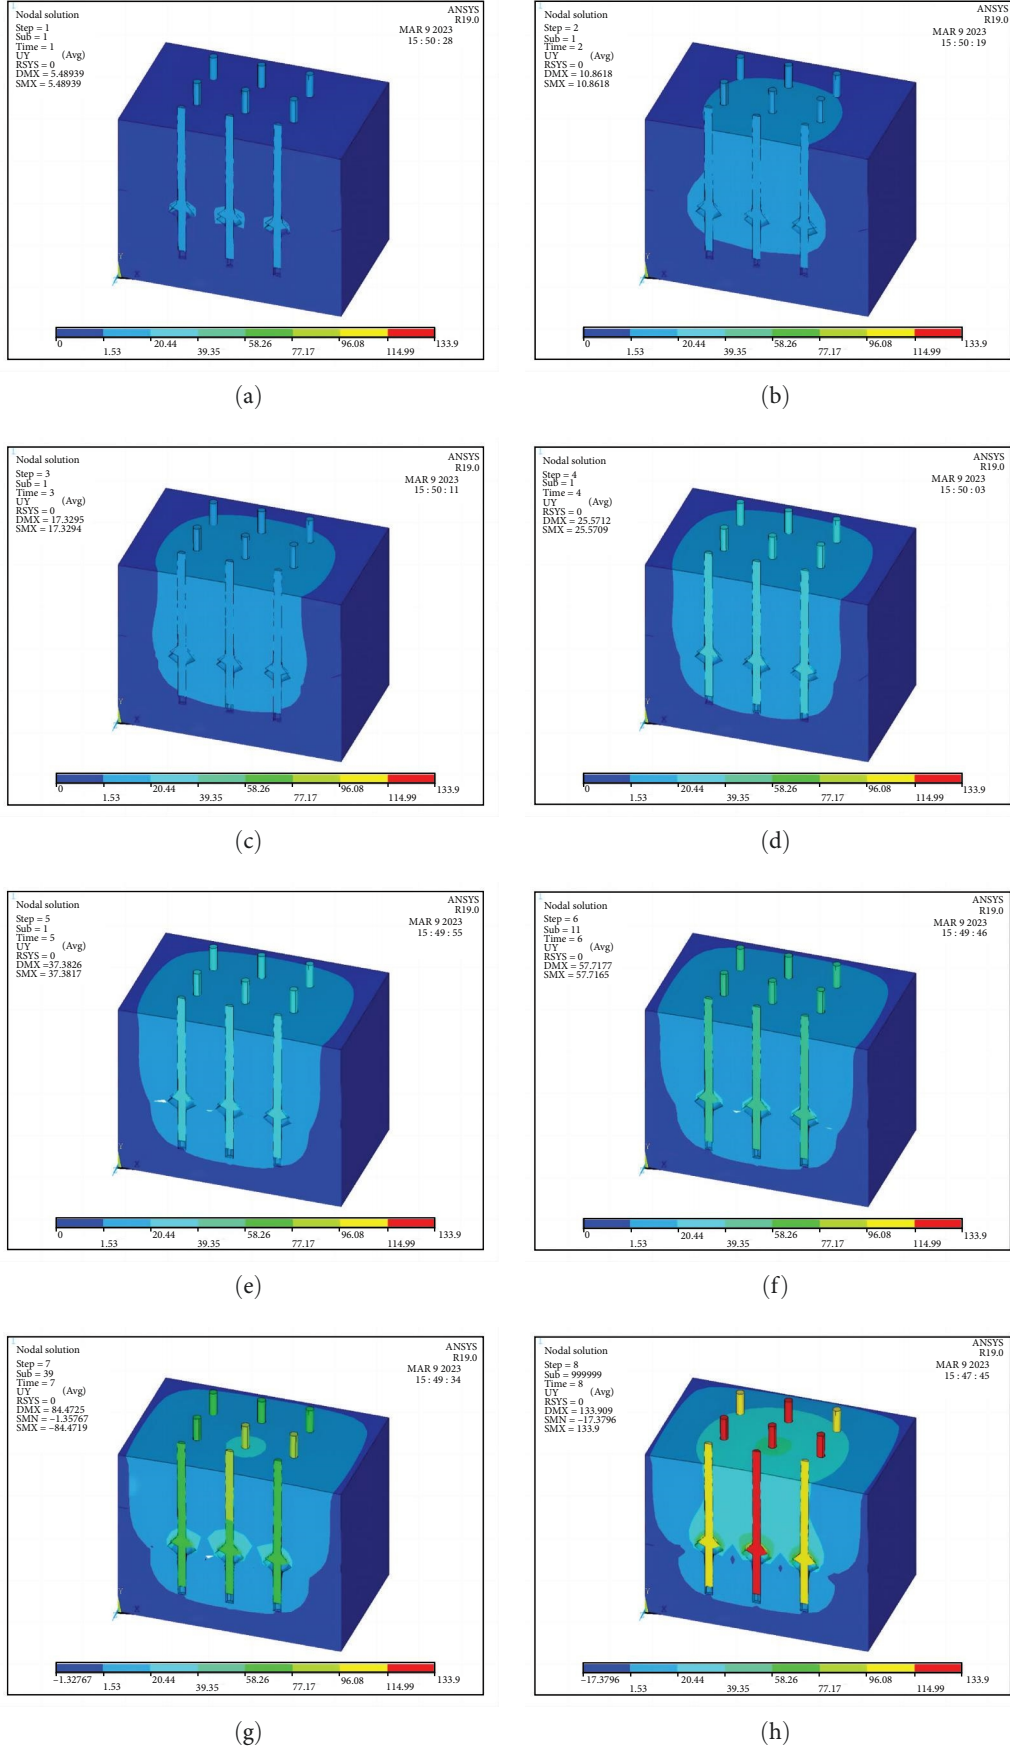 Nodal solution
Step = 1
Sub = 1
Time = 1
UY (Avg)
RSYS = 0
DMX = 5.48939
SMX = 5.48939
ANSYS
R19.0
MAR 9 2023
15 : 50 : 28
Y
X
0 20.44 58.26 96.08 133.9
1.53 39.35 77.17 114.99
(a)
Nodal solution
Step = 2
Sub = 1
Time = 2
UY (Avg)
RSYS = 0
DMX = 10.8618
SMX = 10.8618
ANSYS
R19.0
MAR 9 2023
15 : 50 : 19
Y
X
0 20.44 58.26 96.08 133.9
1.53 39.35 77.17 114.99
(b)
Nodal solution
Step = 3
Sub = 1
Time = 3
UY (Avg)
RSYS = 0
DMX = 17.3295
SMX = 17.3294
ANSYS
R19.0
MAR 9 2023
15 : 50 : 11
Y
X
0 20.44 58.26 96.08 133.9
1.53 39.35 77.17 114.99
(c)
Nodal solution
Step = 4
Sub = 1
Time = 4
UY (Avg)
RSYS = 0
DMX = 25.5712
SMX = 25.5709
ANSYS
R19.0
MAR 9 2023
15 : 50 : 03
Y
X
0 20.44 58.26 96.08 133.9
1.53 39.35 77.17 114.99
(d)
Nodal solution
Step = 5
Sub = 1
Time = 5
UY (Avg)
RSYS = 0
DMX =37.3826
SMX = 37.3817
ANSYS
R19.0
MAR 9 2023
15 : 49 : 55
Y
X
0 20.44 58.26 96.08 133.9
1.53 39.35 77.17 114.99
(e)
Nodal solution
Step = 6
Sub = 11
Time = 6
UY (Avg)
RSYS = 0
DMX = 57.7177
SMX = 57.7165
ANSYS
R19.0
MAR 9 2023
15 : 49 : 46
Y
X
0 20.44 58.26 96.08 133.9
1.53 39.35 77.17 114.99
(f)
Nodal solution
Step = 7
Sub = 39
Time = 7
UY (Avg)
RSYS = 0
DMX = 84.4725
SMN = −1.35767
SMX = −84.4719
ANSYS
R19.0
MAR 9 2023
15 : 49 : 34
Y
X
−1.32767 20.44 58.26 96.08 133.9
1.53 39.35 77.17 114.99
(g)
Nodal solution
Step = 8
Sub = 999999
Time = 8
UY (Avg)
RSYS = 0
DMX = 133.909
SMN = −17.3796
SMX = 133.9
ANSYS
R19.0
MAR 9 2023
15 : 47 : 45
Y
X
−17.3796 20.44 58.26 96.08 133.9
1.53 39.35 77.17 114.99
(h)